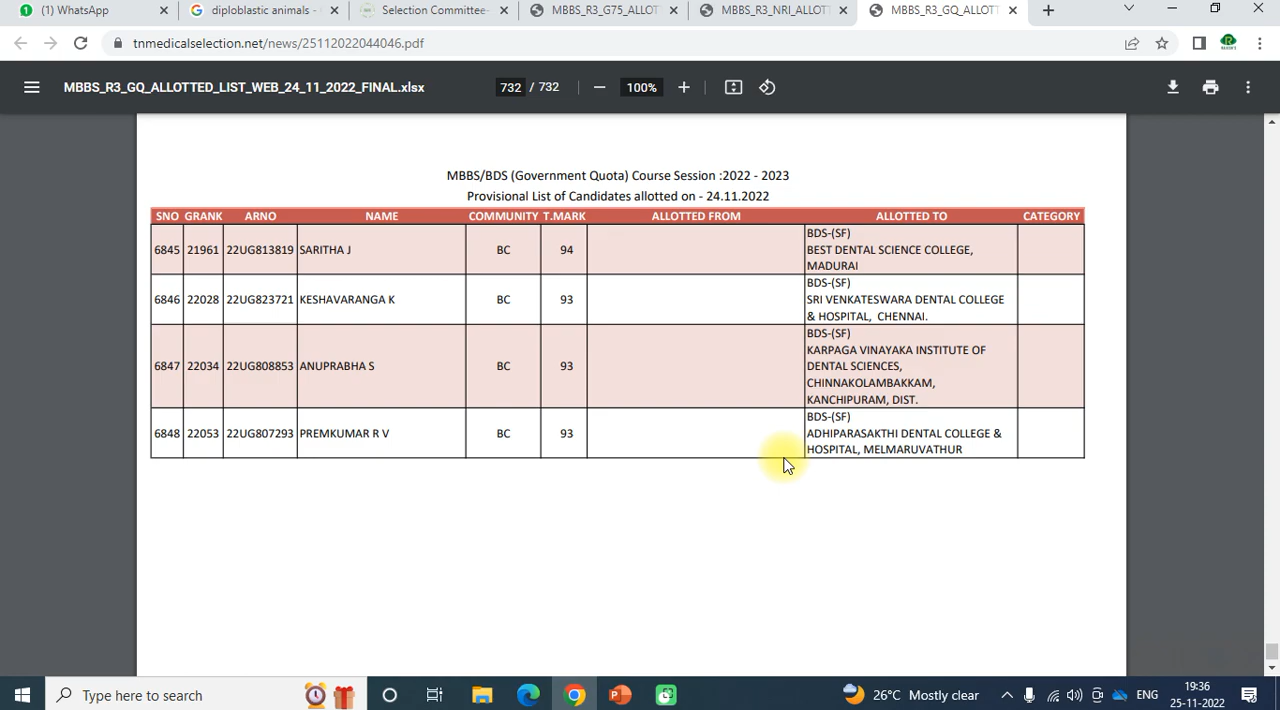 (1) WhatsApp
diploblastic animals -
Selection Committee
MBBS_R3_G75_ALLOT
MBBS_R3_NRI_ALLOTT
MBBS_R3_GQ_ALLOTT
tnmedicalselection.net/news/25112022044046.pdf
MBBS_R3_GQ_ALLOTTED_LIST_WEB_24_11_2022_FINAL.xlsx 732 / 732 100%
MBBS/BDS (Government Quota) Course Session :2022 - 2023
Provisional List of Candidates allotted on - 24.11.2022
SNO GRANK ARNO NAME COMMUNITY T.MARK ALLOTTED FROM ALLOTTED TO CATEGORY
6845 21961 22UG813819 SARITHA J BC 94 BDS-(SF)
BEST DENTAL SCIENCE COLLEGE,
MADURAI
6846 22028 22UG823721 KESHAVARANGA K BC 93 BDS-(SF)
SRI VENKATESWARA DENTAL COLLEGE
& HOSPITAL, CHENNAI.
6847 22034 22UG808853 ANUPRABHA S BC 93 BDS-(SF)
KARPAGA VINAYAKA INSTITUTE OF
DENTAL SCIENCES,
CHINNAKOLAMBAKKAM,
KANCHIPURAM, DIST.
6848 22053 22UG807293 PREMKUMAR R V BC 93 BDS-(SF)
ADHIPARASAKTHI DENTAL COLLEGE &
HOSPITAL, MELMARUVATHUR
Type here to search
26°C Mostly clear
ENG
19:36
25-11-2022